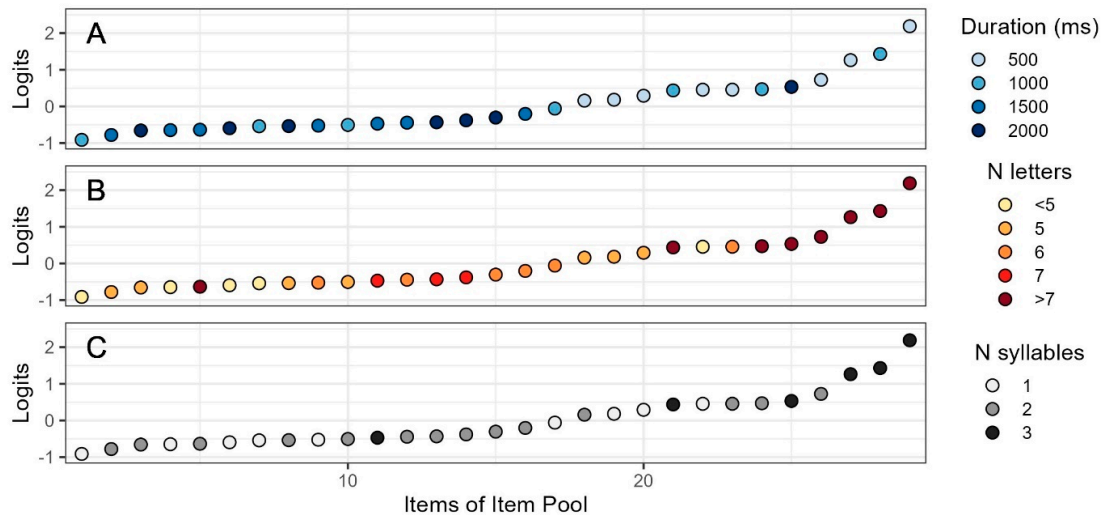 A
Logits
2
1
0
-1
Duration (ms)
500
1000
1500
2000
B
Logits
2
1
0
-1
N letters
<5
5
6
7
>7
C
Logits
2
1
0
-1
N syllables
1
2
3
10
20
Items of Item Pool